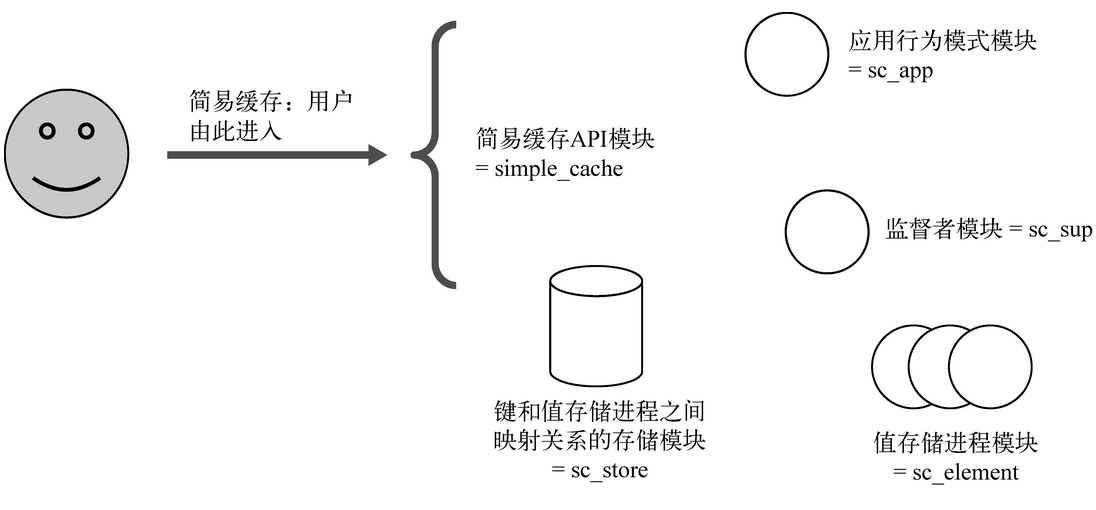 简易缓存：用户
由此进入
简易缓存API模块
= simple_cache
应用行为模式模块
= sc_app
监督者模块 = sc_sup
键和值存储进程之间
映射关系的存储模块
= sc_store
值存储进程模块
= sc_element